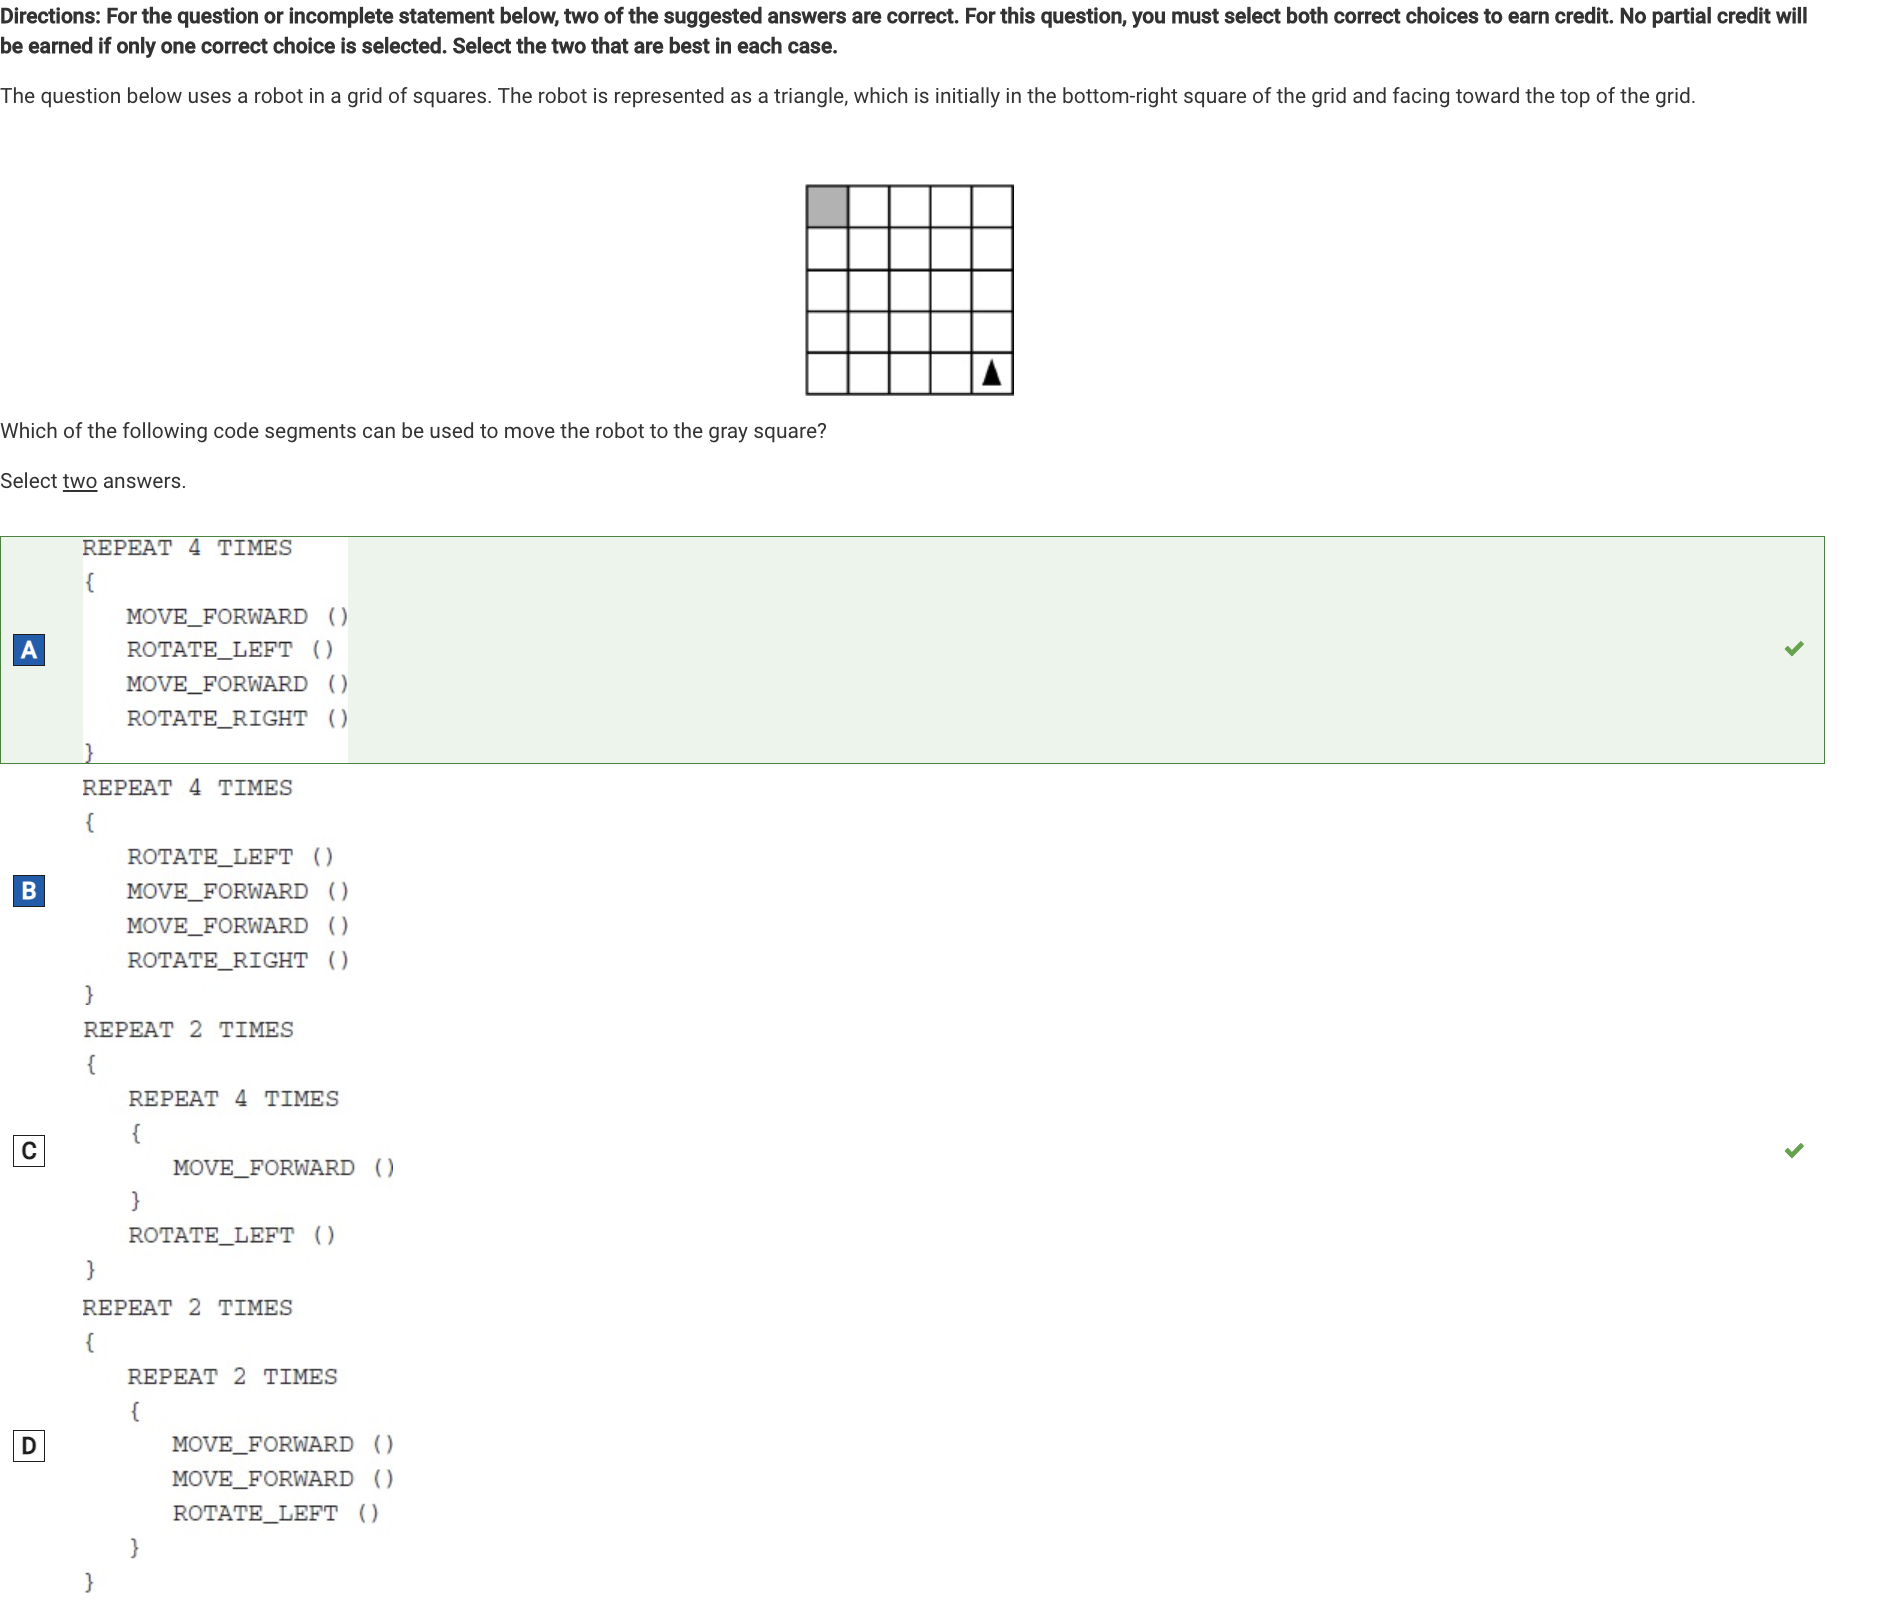 Directions: For the question or incomplete statement below, two of the suggested answers are correct. For this question, you must select both correct choices to earn credit. No partial credit will
be earned if only one correct choice is selected. Select the two that are best in each case.
The question below uses a robot in a grid of squares. The robot is represented as a triangle, which is initially in the bottom-right square of the grid and facing toward the top of the grid.
Which of the following code segments can be used to move the robot to the gray square?
Select two answers.
A
REPEAT 4 TIMES
{
MOVE_FORWARD ()
ROTATE_LEFT ()
MOVE_FORWARD ()
ROTATE_RIGHT ()
}
B
REPEAT 4 TIMES
{
ROTATE_LEFT ()
MOVE_FORWARD ()
MOVE_FORWARD ()
ROTATE_RIGHT ()
}
C
REPEAT 2 TIMES
{
REPEAT 4 TIMES
{
MOVE_FORWARD ()
}
ROTATE_LEFT ()
}
D
REPEAT 2 TIMES
{
REPEAT 2 TIMES
{
MOVE_FORWARD ()
MOVE_FORWARD ()
ROTATE_LEFT ()
}
}